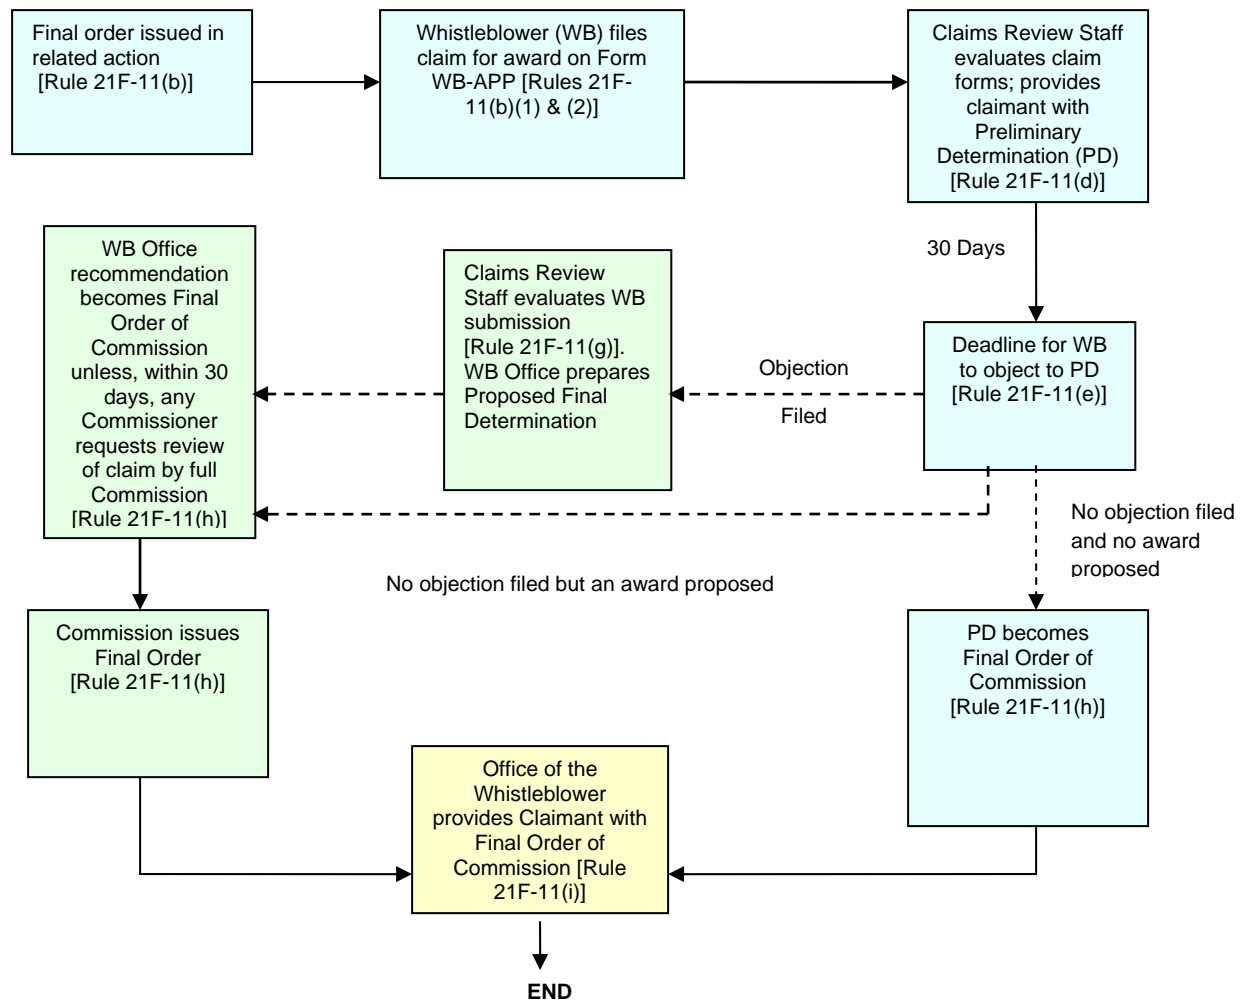 Final order issued in
related action
[Rule 21F-11(b)]
Whistleblower (WB) files
claim for award on Form
WB-APP [Rules 21F-
11(b)(1) & (2)]
Claims Review Staff
evaluates claim
forms; provides
claimant with
Preliminary
Determination (PD)
[Rule 21F-11(d)]
30 Days
WB Office
recommendation
becomes Final
Order of
Commission
unless, within 30
days, any
Commissioner
requests review
of claim by full
Commission
[Rule 21F-11(h)]
Claims Review
Staff evaluates WB
submission
[Rule 21F-11(g)].
WB Office prepares
Proposed Final
Determination
Objection
Filed
Deadline for WB
to object to PD
[Rule 21F-11(e)]
No objection filed
and no award
proposed
No objection filed but an award proposed
Commission issues
Final Order
[Rule 21F-11(h)]
PD becomes
Final Order of
Commission
[Rule 21F-11(h)]
Office of the
Whistleblower
provides Claimant with
Final Order of
Commission [Rule
21F-11(i)]
END